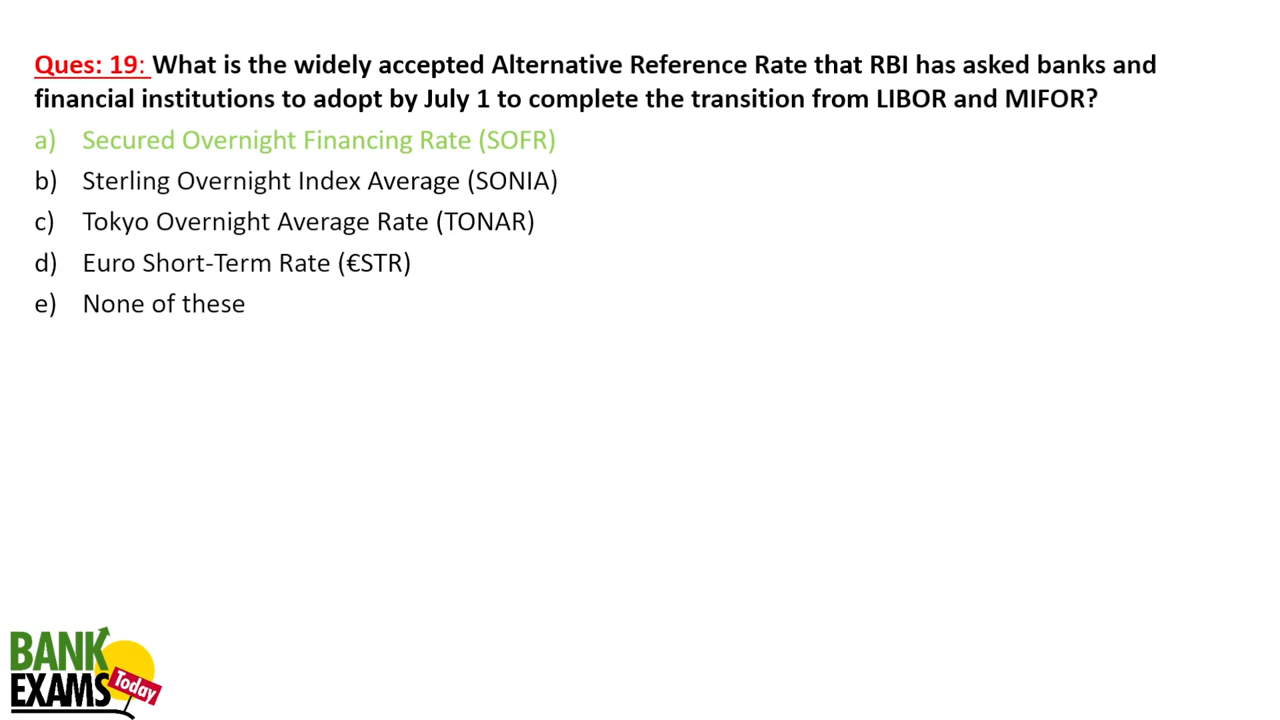 Ques: 19: What is the widely accepted Alternative Reference Rate that RBI has asked banks and
financial institutions to adopt by July 1 to complete the transition from LIBOR and MIFOR?
a) Secured Overnight Financing Rate (SOFR)
b) Sterling Overnight Index Average (SONIA)
c) Tokyo Overnight Average Rate (TONAR)
d) Euro Short-Term Rate (€STR)
e) None of these
BANK
EXAMS
Today